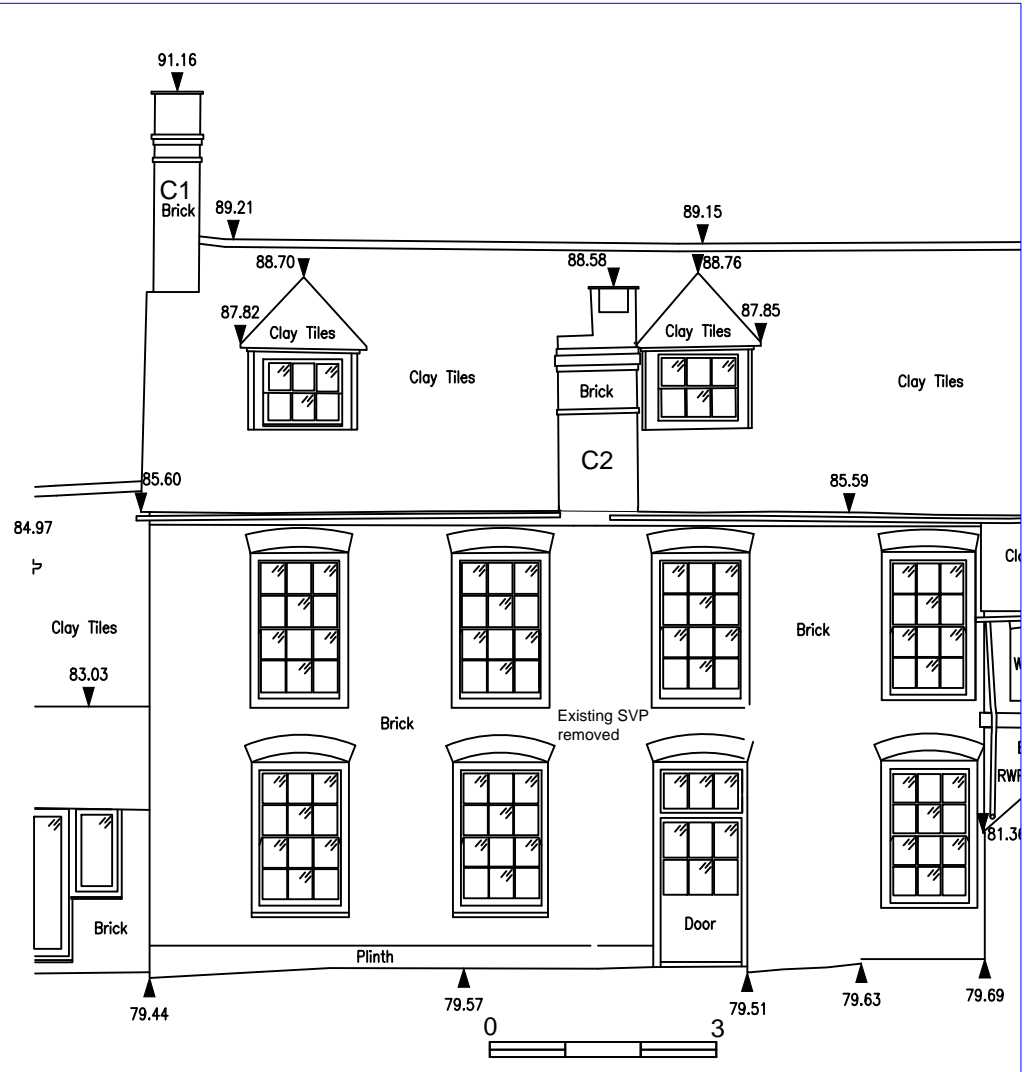 91.16
C1
Brick
89.21
89.15
88.70
88.58
88.76
87.82
87.85
Clay Tiles
Clay Tiles
Clay Tiles
Brick
Clay Tiles
C2
85.60
85.59
84.97
Clay Tiles
Brick
83.03
Brick
Existing SVP
removed
RWP
81.36
Brick
Door
Plinth
79.44
79.57
79.51
79.63
79.69
0
3